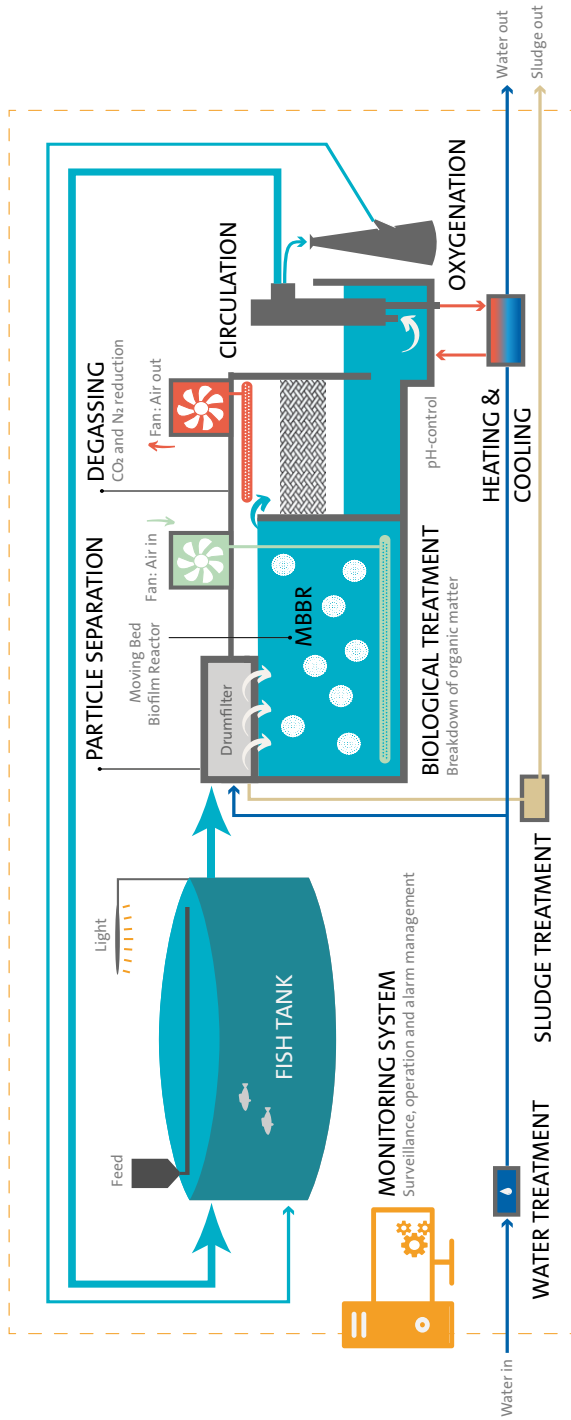 PARTICLE SEPARATION
DEGASSING
CO₂ and N₂ reduction
Moving Bed
Biofilm Reactor
Fan: Air in
Fan: Air out
CIRCULATION
Light
Feed
Drumfilter
MBBR
FISH TANK
OXYGENATION
pH-control
BIOLOGICAL TREATMENT
Breakdown of organic matter
MONITORING SYSTEM
Surveillance, operation and alarm management
HEATING &
COOLING
Water in
Water out
Sludge out
WATER TREATMENT
SLUDGE TREATMENT